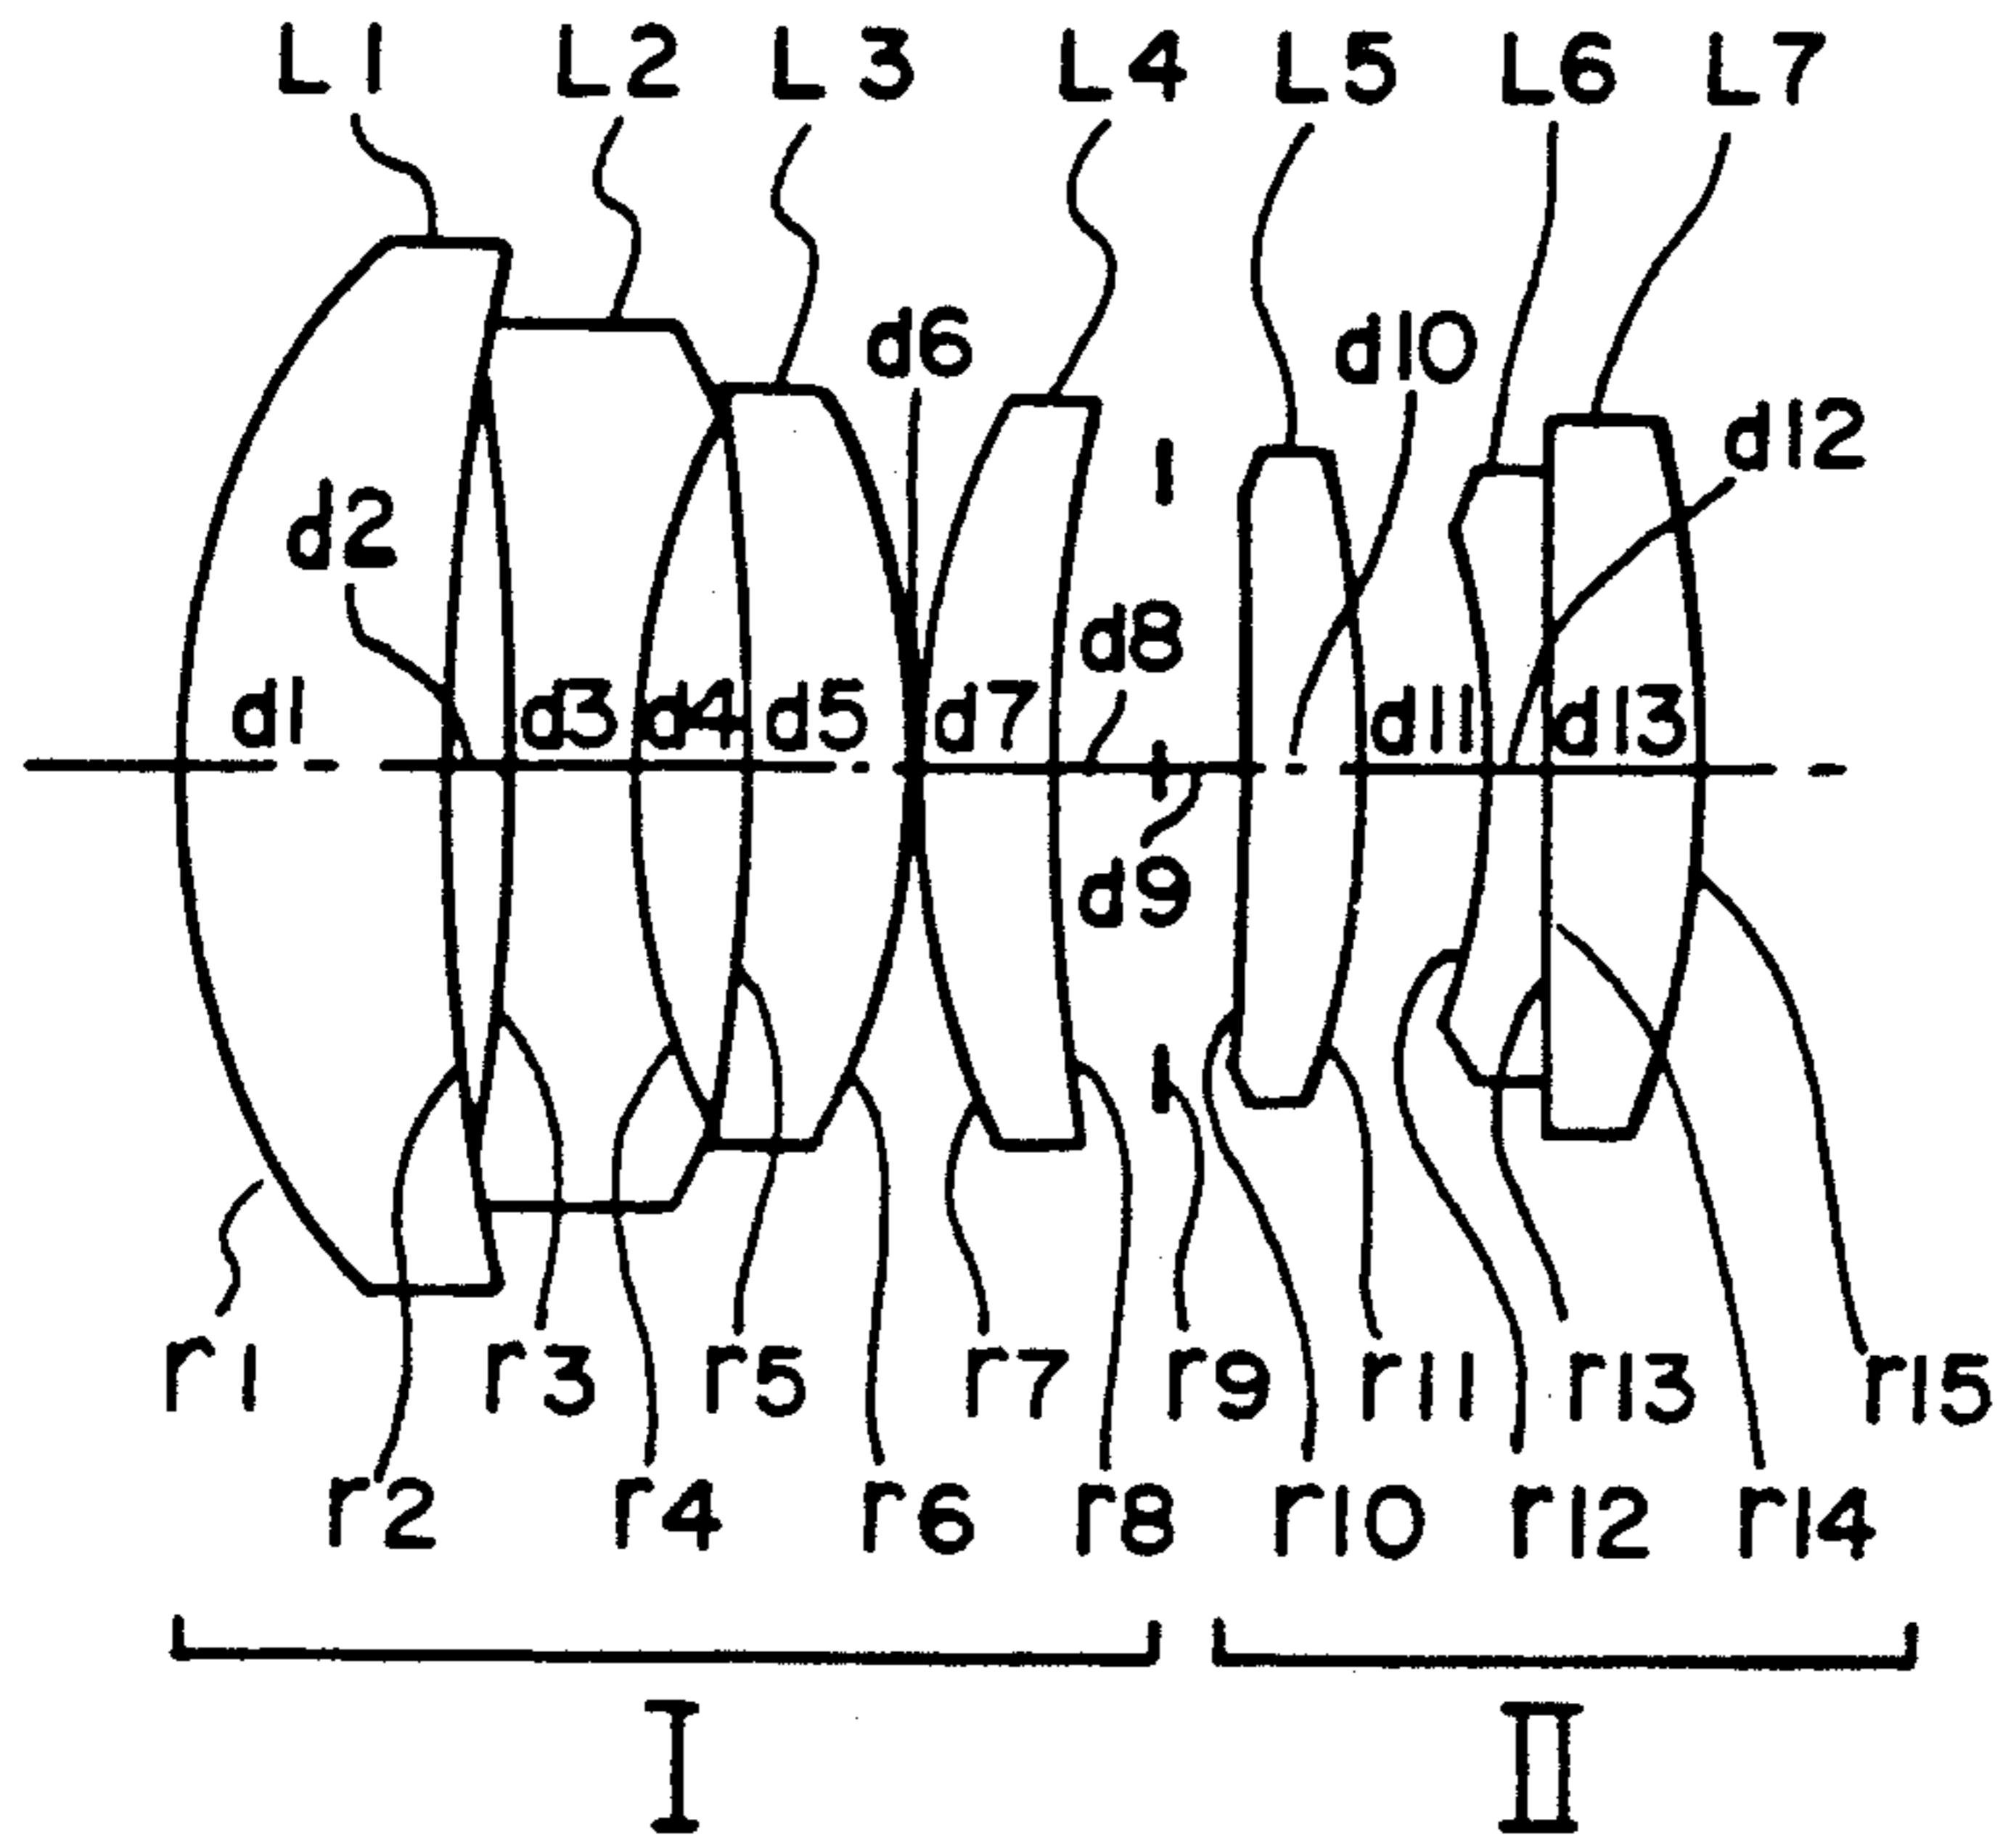 L1 L2 L3 L4 L5 L6 L7
d6 d10
d12
d2
d8
d1 d3 d4 d5 d7 d11 d13
d9
r1 r3 r5 r7 r9 r11 r13 r15
r2 r4 r6 r8 r10 r12 r14
I II